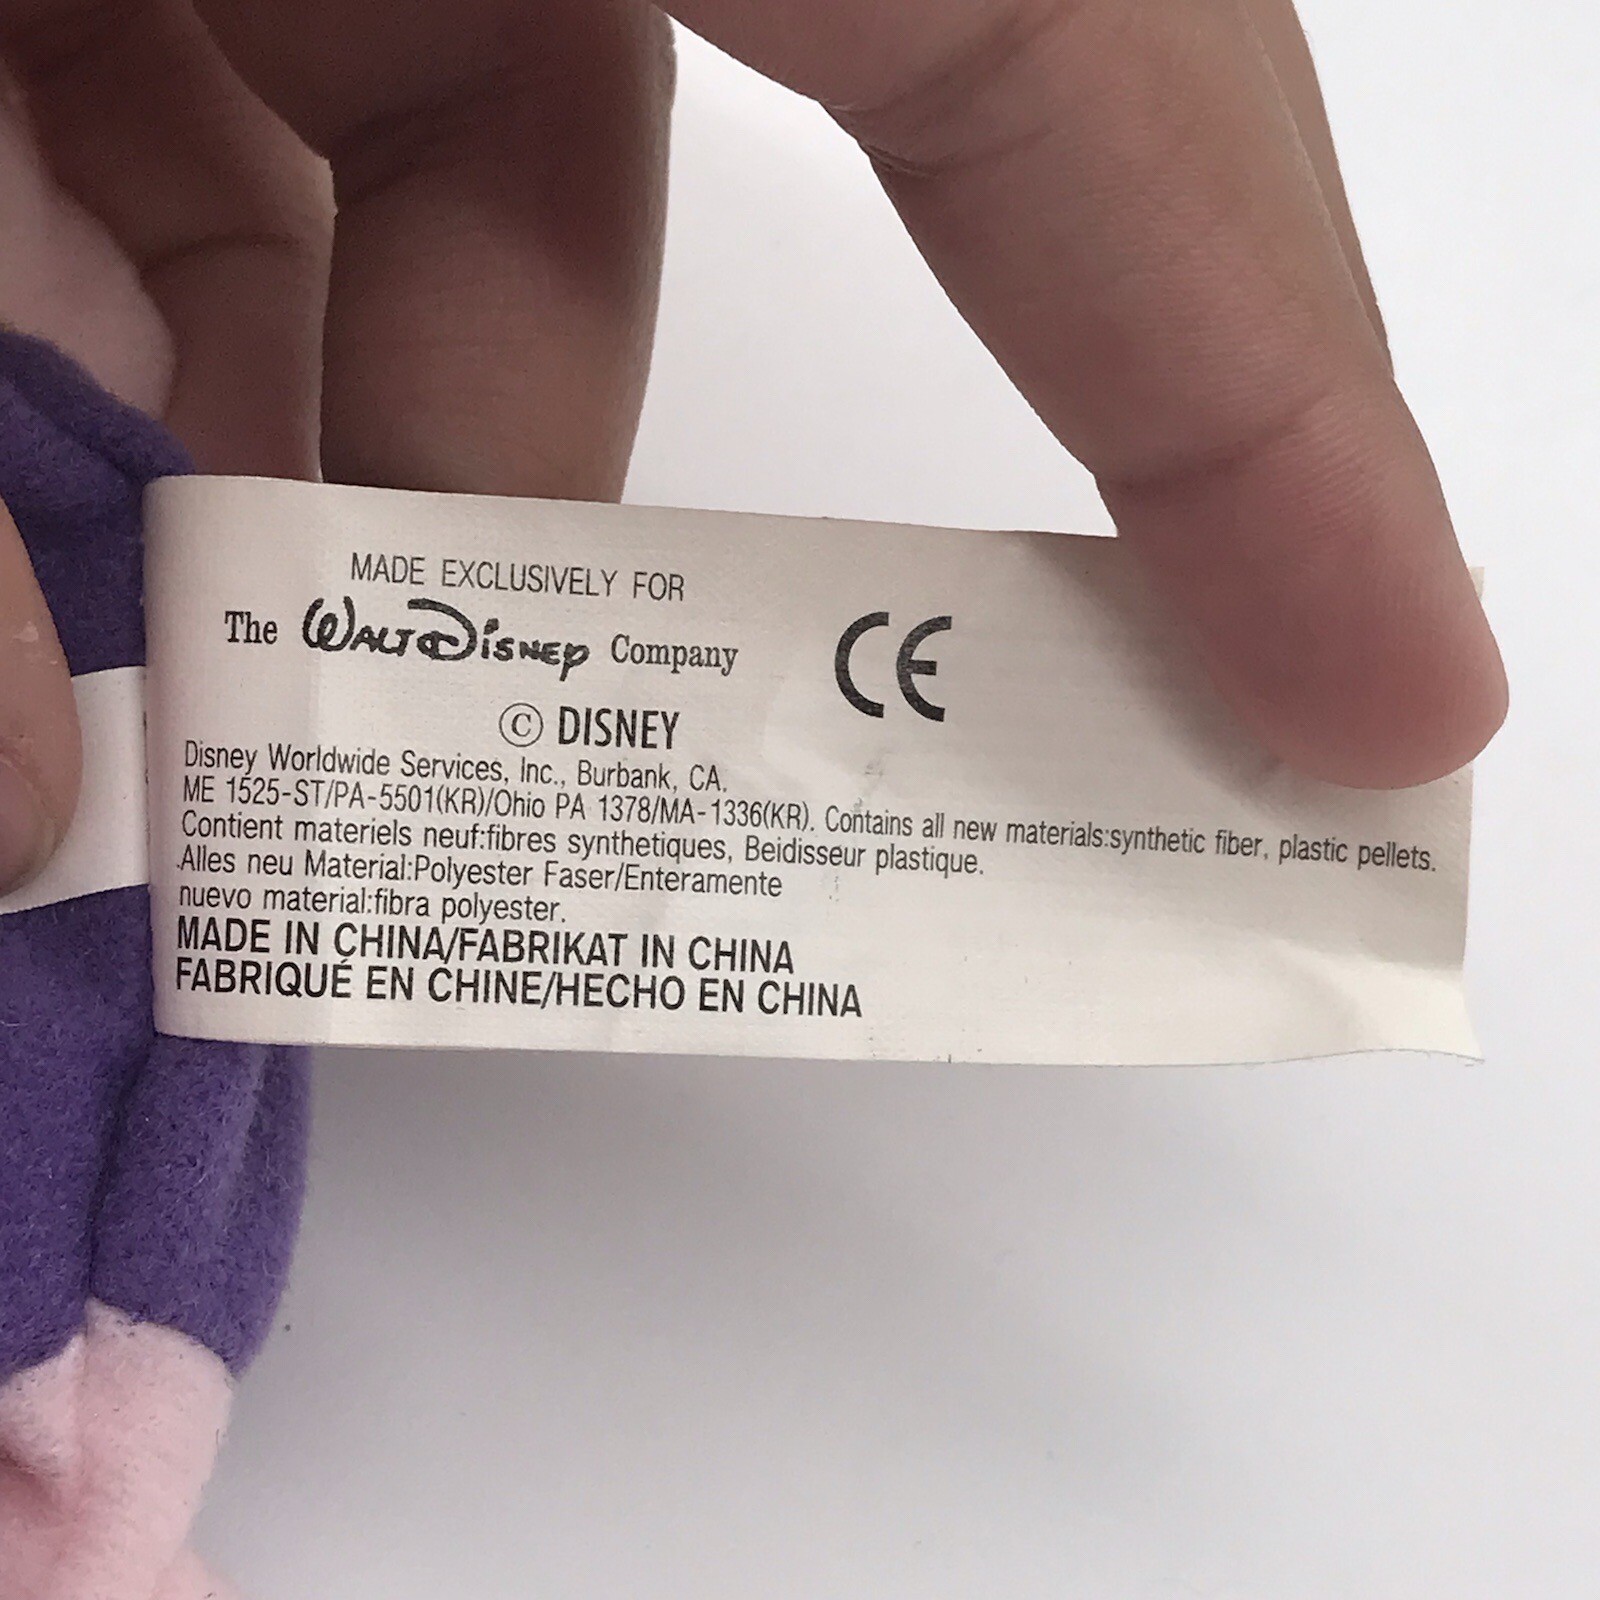 MADE EXCLUSIVELY FOR
The WALT DISNEY Company
CE
© DISNEY
Disney Worldwide Services, Inc., Burbank, CA.
ME 1525-ST/PA-5501(KR)/Ohio PA 1378/MA-1336(KR). Contains all new materials:synthetic fiber, plastic pellets.
Contient materiels neuf:fibres synthetiques, Beidisseur plastique.
.Alles neu Material:Polyester Faser/Enteramente
nuevo material:fibra polyester.
MADE IN CHINA/FABRIKAT IN CHINA
FABRIQUÉ EN CHINE/HECHO EN CHINA